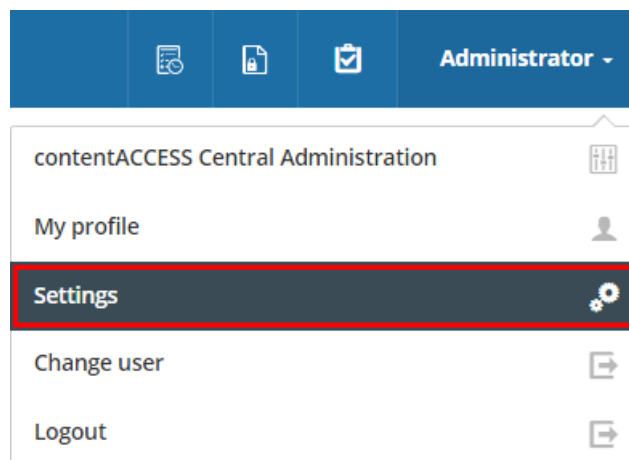 Administrator
contentACCESS Central Administration
My profile
Settings
Change user
Logout